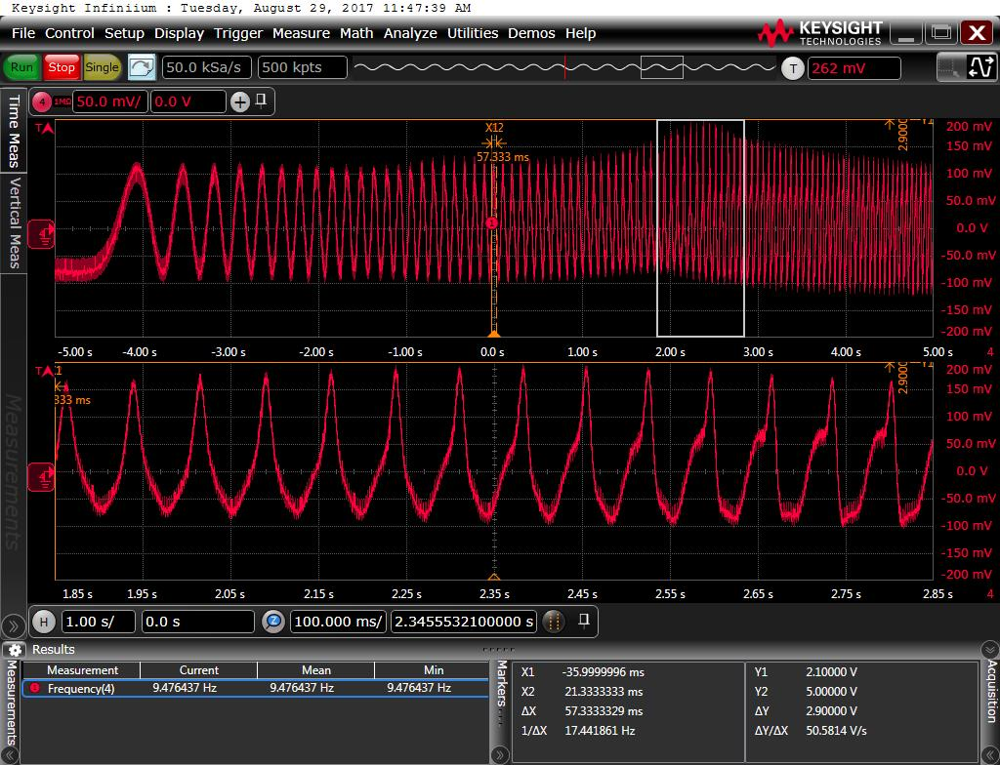 Keysight Infiniium : Tuesday, August 29, 2017 11:47:39 AM
File Control Setup Display Trigger Measure Math Analyze Utilities Demos Help
KEYSIGHT
TECHNOLOGIES
Run Stop Single 50.0 kSa/s 500 kpts T 262 mV
4 1MΩ 50.0 mV/ 0.0 V
Time Meas
Vertical Meas
Measurements
T
X12
57.333 ms
2.9000
Y1
200 mV
150 mV
100 mV
50.0 mV
0.0 V
-50.0 mV
-100 mV
-150 mV
-200 mV
-5.00 s -4.00 s -3.00 s -2.00 s -1.00 s 0.0 s 1.00 s 2.00 s 3.00 s 4.00 s 5.00 s 4
T
1
333 ms
2.9000
Y1
200 mV
150 mV
100 mV
50.0 mV
0.0 V
-50.0 mV
-100 mV
-150 mV
-200 mV
1.85 s 1.95 s 2.05 s 2.15 s 2.25 s 2.35 s 2.45 s 2.55 s 2.65 s 2.75 s 2.85 s 4
H 1.00 s/ 0.0 s Z 100.000 ms/ 2.3455532100000 s
Results
Measurements
Measurement Current Mean Min
Frequency(4) 9.476437 Hz 9.476437 Hz 9.476437 Hz
Markers
X1 -35.9999996 ms
X2 21.3333333 ms
ΔX 57.3333329 ms
1/ΔX 17.441861 Hz
Y1 2.10000 V
Y2 5.00000 V
ΔY 2.90000 V
ΔY/ΔX 50.5814 V/s
Acquisition